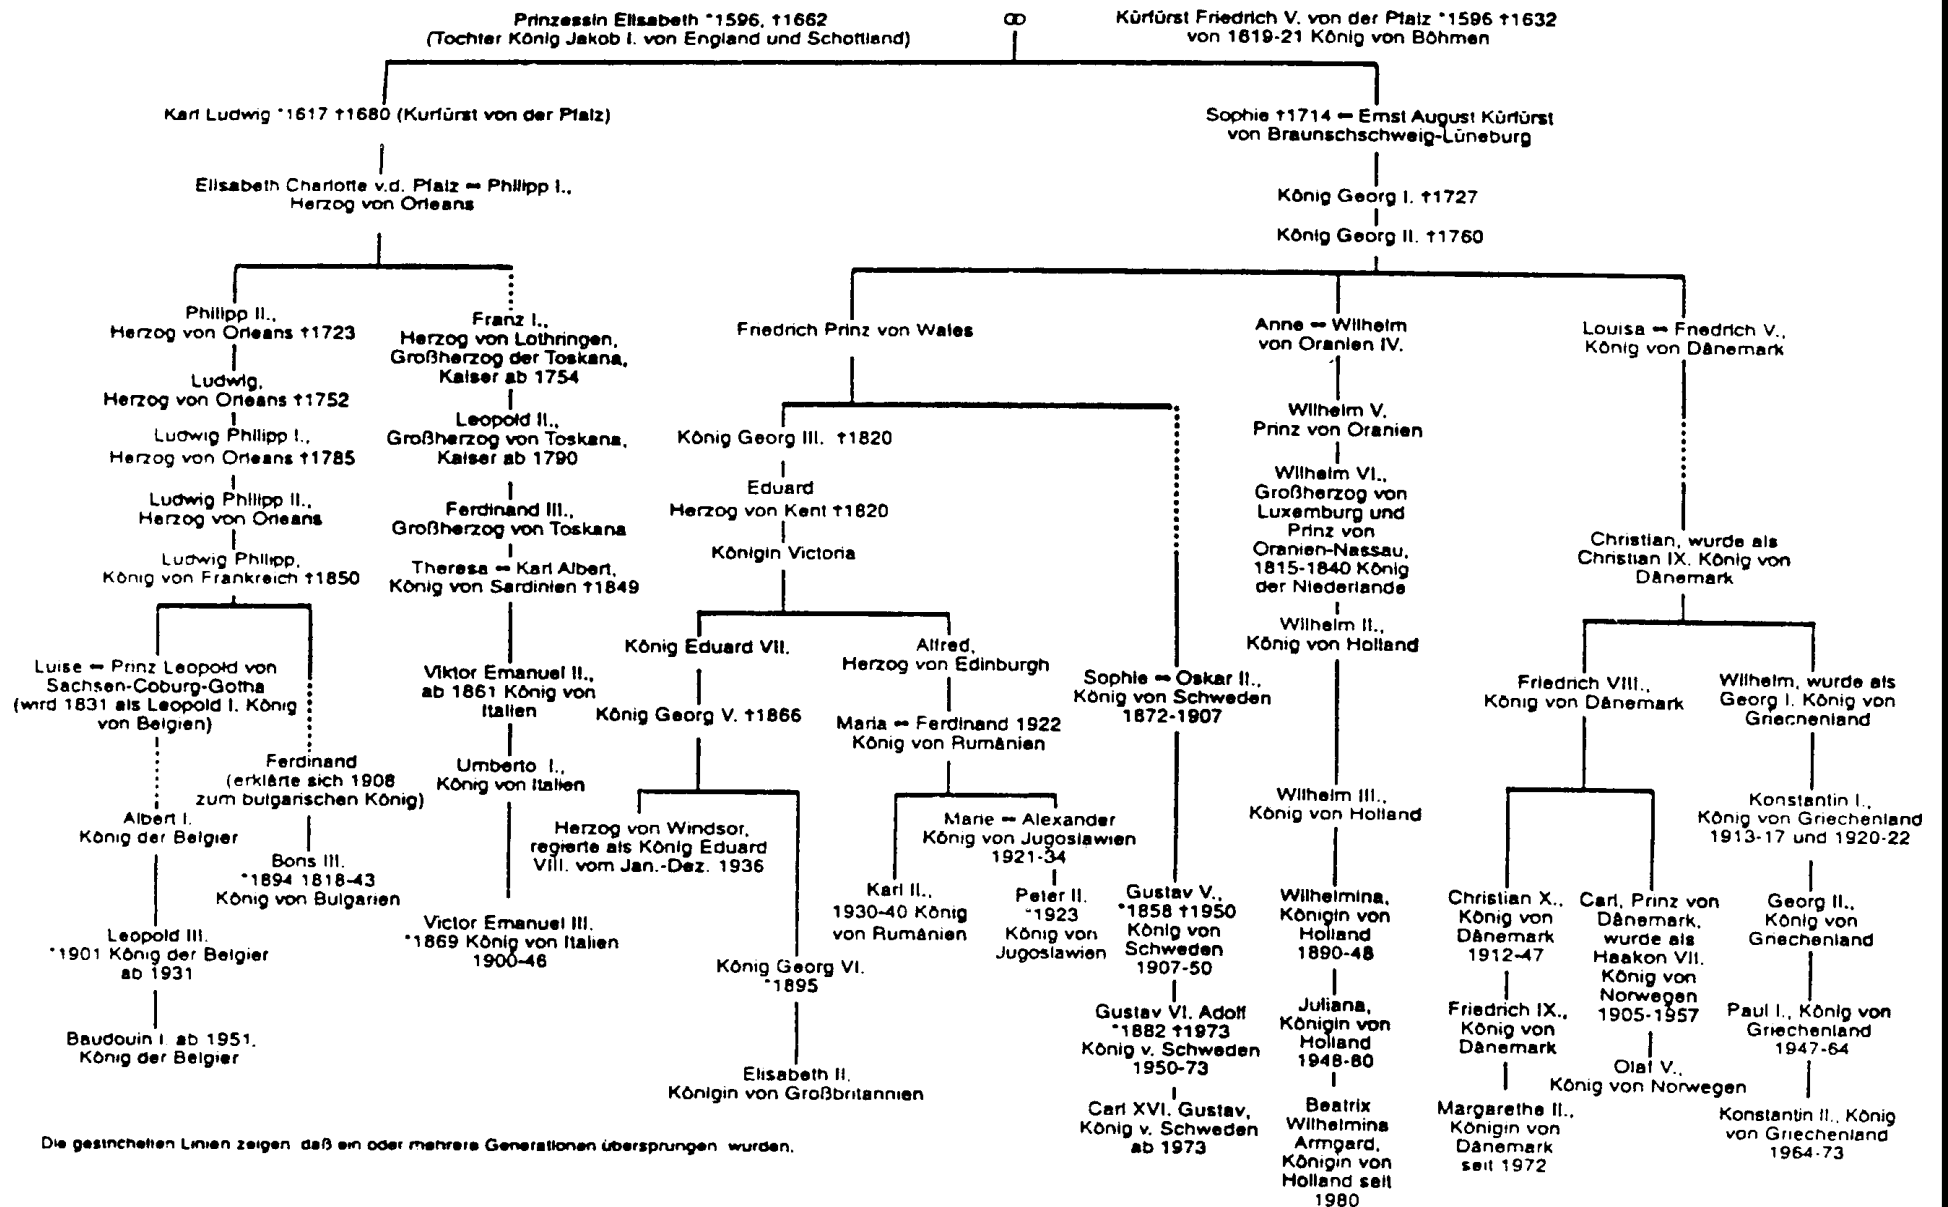 Prinzessin Elisabeth *1596, †1662
(Tochter König Jakob I. von England und Schottland)
Kürfürst Friedrich V. von der Pfalz *1596 †1632
von 1619-21 König von Böhmen
Karl Ludwig *1617 †1680 (Kurfürst von der Pfalz)
Sophie †1714 ∞ Ernst August Kürfürst
von Braunschschweig-Lüneburg
Elisabeth Charlotte v.d. Pfalz ∞ Philipp I.,
Herzog von Orleans
König Georg I. †1727
König Georg II. †1760
Philipp II.,
Herzog von Orleans †1723
Ludwig,
Herzog von Orleans †1752
Ludwig Philipp I.,
Herzog von Orleans †1785
Ludwig Philipp II.,
Herzog von Orleans
Ludwig Philipp,
König von Frankreich †1850
Luise ∞ Prinz Leopold von
Sachsen-Coburg-Gotha
(wird 1831 als Leopold I. König
von Belgien)
Albert I.
König der Belgier
Leopold III.
*1901 König der Belgier
ab 1931
Baudouin I. ab 1951,
König der Belgier
Ferdinand
(erklärte sich 1908
zum bulgarischen König)
Boris III.
*1894 1818-43
König von Bulgarien
Franz I.,
Herzog von Lothringen,
Großherzog der Toskana,
Kaiser ab 1754
Leopold II.,
Großherzog von Toskana,
Kaiser ab 1790
Ferdinand III.,
Großherzog von Toskana
Theresa ∞ Karl Albert,
König von Sardinien †1849
Viktor Emanuel II.,
ab 1861 König von
Italien
Umberto I.,
König von Italien
Victor Emanuel III.
*1869 König von Italien
1900-46
Friedrich Prinz von Wales
König Georg III. †1820
Eduard
Herzog von Kent †1820
Königin Victoria
König Eduard VII.
König Georg V. †1866
Herzog von Windsor,
regierte als König Eduard
VIII. vom Jan.-Dez. 1936
König Georg VI.
*1895
Elisabeth II.
Königin von Großbritannien
Alfred,
Herzog von Edinburgh
Maria ∞ Ferdinand 1922
König von Rumänien
Karl II.,
1930-40 König
von Rumänien
Marie ∞ Alexander
König von Jugoslawien
1921-34
Peter II.
*1923
König von
Jugoslawien
Sophie ∞ Oskar II.,
König von Schweden
1872-1907
Gustav V.,
*1858 †1950
König von
Schweden
1907-50
Gustav VI. Adolf
*1882 †1973
König v. Schweden
1950-73
Carl XVI. Gustav,
König v. Schweden
ab 1973
Anne ∞ Wilhelm
von Oranien IV.
Wilhelm V.
Prinz von Oranien
Wilhelm VI.,
Großherzog von
Luxemburg und
Prinz von
Oranien-Nassau,
1815-1840 König
der Niederlande
Wilhelm II.,
König von Holland
Wilhelm III.,
König von Holland
Wilhelmina,
Königin von
Holland
1890-48
Juliana,
Königin von
Holland
1948-80
Beatrix
Wilhelmina
Armgard,
Königin von
Holland seit
1980
Louisa ∞ Friedrich V.,
König von Dänemark
Christian, wurde als
Christian IX. König von
Dänemark
Friedrich VIII.,
König von Dänemark
Christian X.,
König von
Dänemark
1912-47
Friedrich IX.,
König von
Dänemark
Margarethe II.,
Königin von
Dänemark
seit 1972
Carl, Prinz von
Dänemark,
wurde als
Haakon VII.
König von
Norwegen
1905-1957
Olaf V.,
König von Norwegen
Wilhelm, wurde als
Georg I. König von
Griechenland
Konstantin I.,
König von Griechenland
1913-17 und 1920-22
Georg II.,
König von
Griechenland
Paul I., König von
Griechenland
1947-64
Konstantin II., König
von Griechenland
1964-73
Die gestrichelten Linien zeigen daß ein oder mehrere Generationen übersprungen wurden.